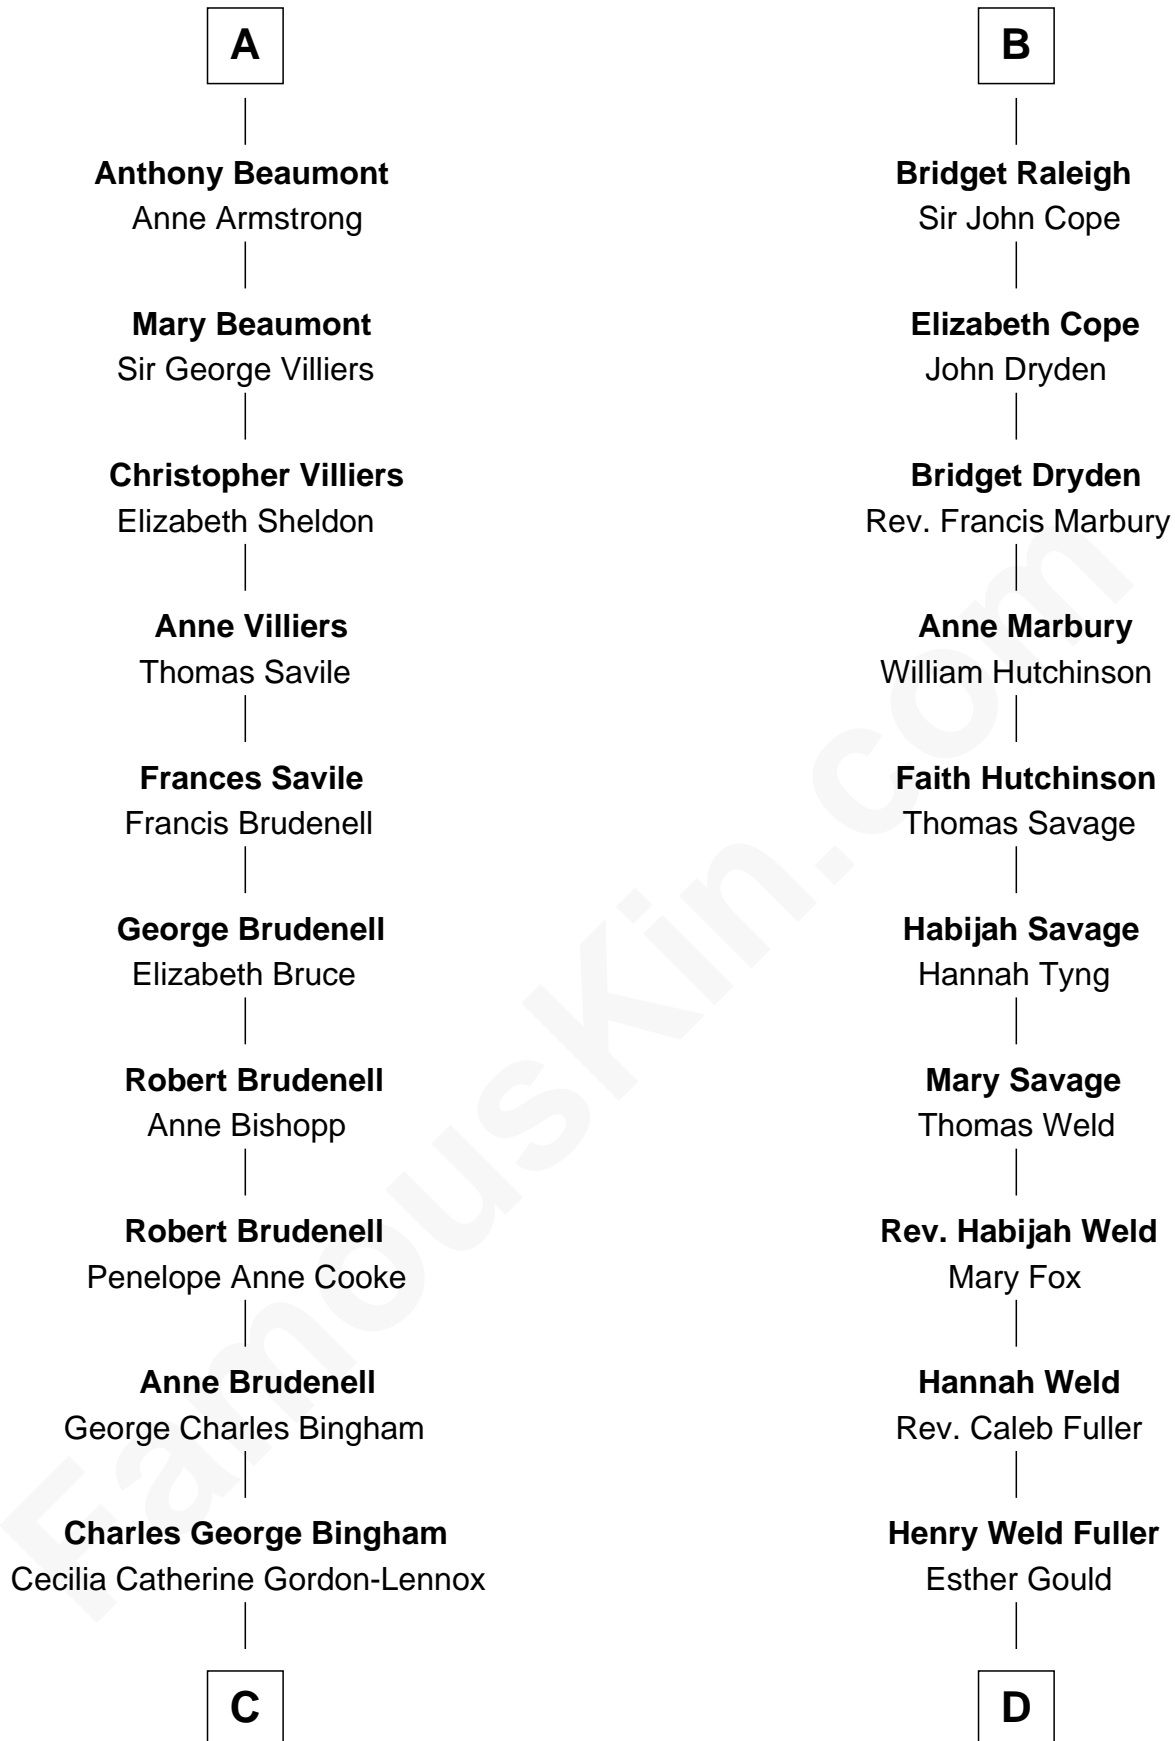 A
Anthony Beaumont
Anne Armstrong
Mary Beaumont
Sir George Villiers
Christopher Villiers
Elizabeth Sheldon
Anne Villiers
Thomas Savile
Frances Savile
Francis Brudenell
George Brudenell
Elizabeth Bruce
Robert Brudenell
Anne Bishopp
Robert Brudenell
Penelope Anne Cooke
Anne Brudenell
George Charles Bingham
Charles George Bingham
Cecilia Catherine Gordon-Lennox
C
B
Bridget Raleigh
Sir John Cope
Elizabeth Cope
John Dryden
Bridget Dryden
Rev. Francis Marbury
Anne Marbury
William Hutchinson
Faith Hutchinson
Thomas Savage
Habijah Savage
Hannah Tyng
Mary Savage
Thomas Weld
Rev. Habijah Weld
Mary Fox
Hannah Weld
Rev. Caleb Fuller
Henry Weld Fuller
Esther Gould
D
FamousKin.com